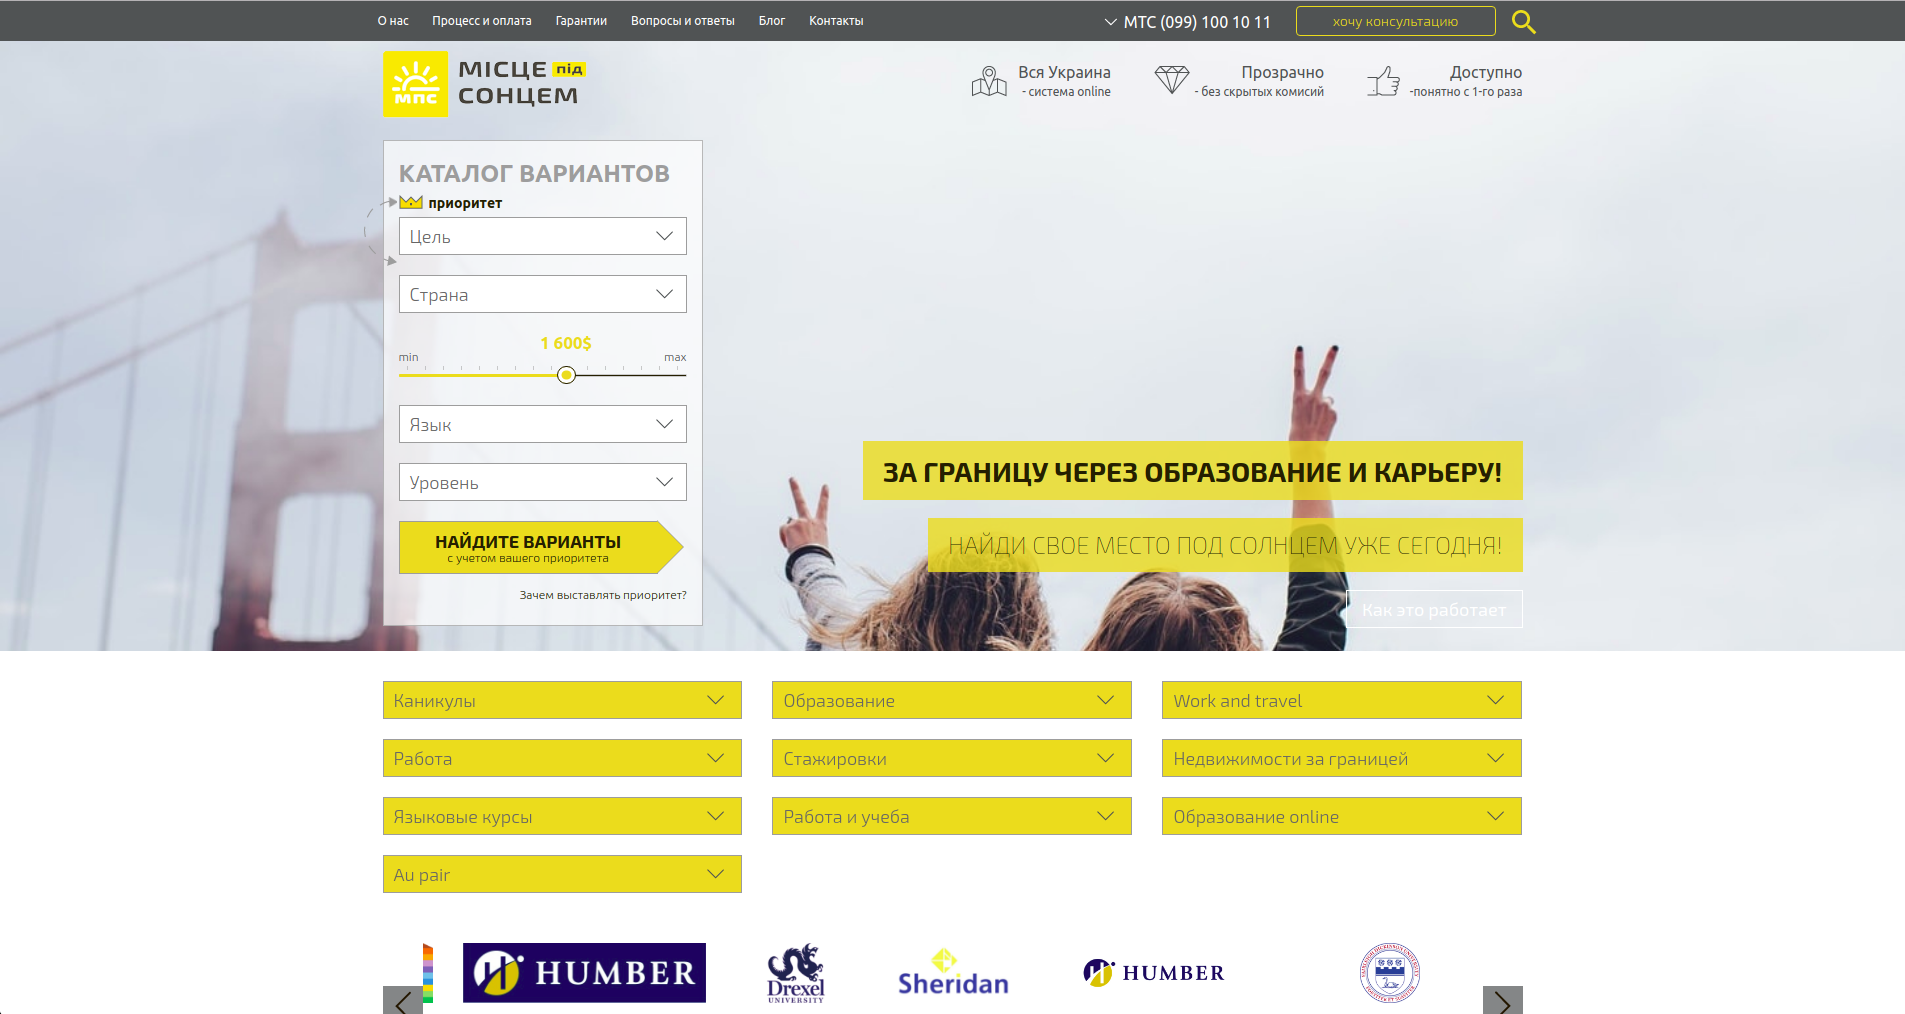 О нас
Процесс и оплата
Гарантии
Вопросы и ответы
Блог
Контакты
МТС (099) 100 10 11
хочу консультацию
МПС
МІСЦЕ під
СОНЦЕМ
Вся Украина
- система online
Прозрачно
- без скрытых комисий
Доступно
-понятно с 1-го раза
КАТАЛОГ ВАРИАНТОВ
приоритет
Цель
Страна
1 600$
min
max
Язык
Уровень
НАЙДИТЕ ВАРИАНТЫ
с учетом вашего приоритета
Зачем выставлять приоритет?
ЗА ГРАНИЦУ ЧЕРЕЗ ОБРАЗОВАНИЕ И КАРЬЕРУ!
НАЙДИ СВОЕ МЕСТО ПОД СОЛНЦЕМ УЖЕ СЕГОДНЯ!
Как это работает
Каникулы
Образование
Work and travel
Работа
Стажировки
Недвижимости за границей
Языковые курсы
Работа и учеба
Образование online
Au pair
HUMBER
Drexel
UNIVERSITY
Sheridan
HUMBER